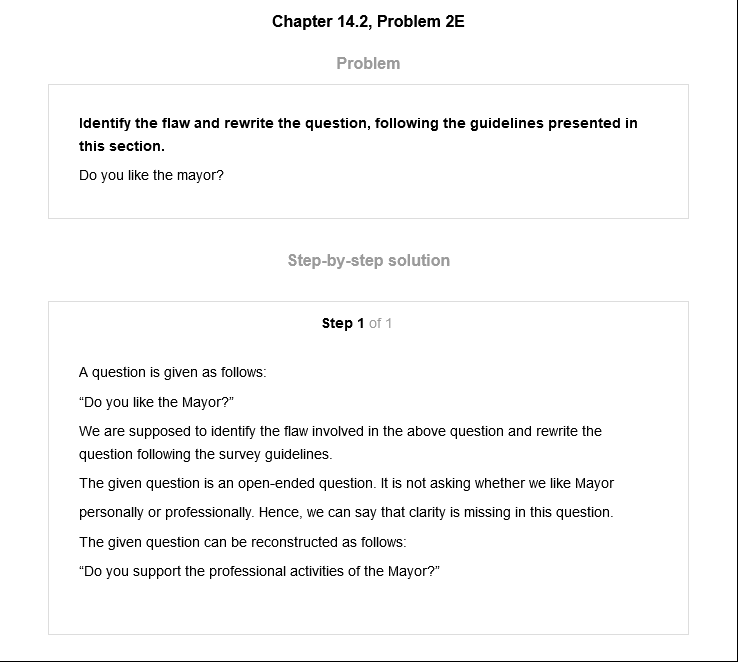 Chapter 14.2, Problem 2E
Problem
Identify the flaw and rewrite the question, following the guidelines presented in
this section.
Do you like the mayor?
Step-by-step solution
Step 1 of 1
A question is given as follows:
“Do you like the Mayor?”
We are supposed to identify the flaw involved in the above question and rewrite the
question following the survey guidelines.
The given question is an open-ended question. It is not asking whether we like Mayor
personally or professionally. Hence, we can say that clarity is missing in this question.
The given question can be reconstructed as follows:
“Do you support the professional activities of the Mayor?”